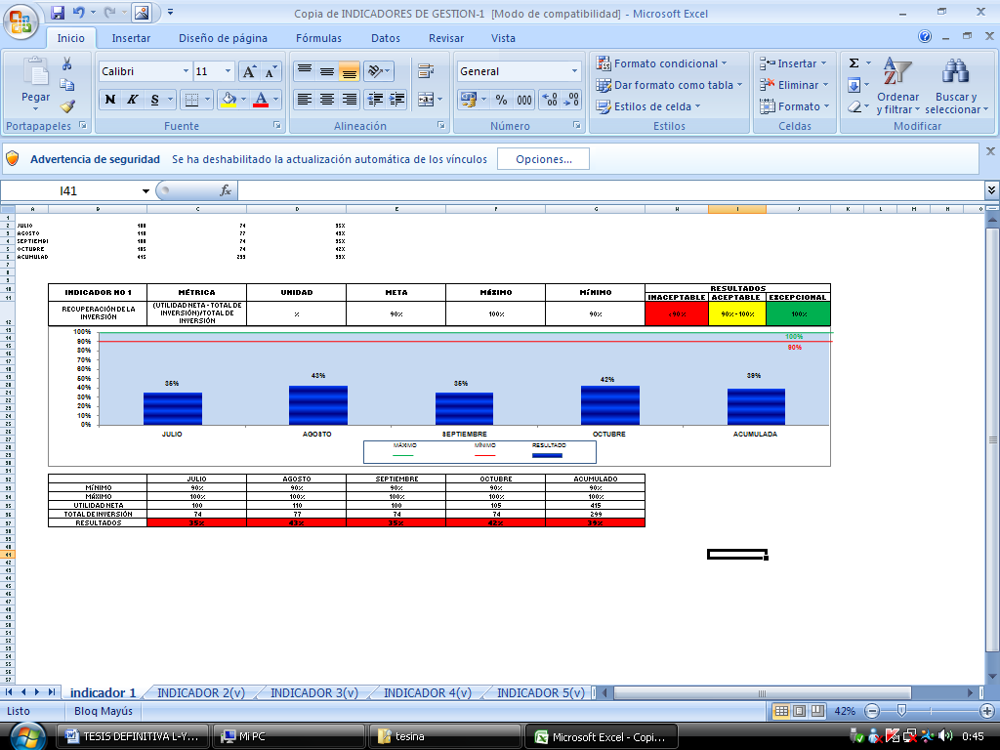 Copia de INDICADORES DE GESTION-1 [Modo de compatibilidad] - Microsoft Excel
Inicio Insertar Diseño de página Fórmulas Datos Revisar Vista
Pegar
Portapapeles
Calibri 11
N K S
Fuente
Alineación
General
% 000
Número
Formato condicional
Dar formato como tabla
Estilos de celda
Estilos
Insertar
Eliminar
Formato
Celdas
Ordenar y filtrar
Buscar y seleccionar
Modificar
Advertencia de seguridad Se ha deshabilitado la actualización automática de los vínculos Opciones...
I41 fx
A B C D E F G H I J K L M N O
JULIO 100 74 35%
AGOSTO 110 77 43%
SEPTIEMBI 100 74 35%
OCTUBRE 105 74 42%
ACUMULAD 415 299 39%
INDICADOR NO 1 MÉTRICA UNIDAD META MÁXIMO MíNIMO RESULTADOS
INACEPTABLE ACEPTABLE EXCEPCIONAL
RECUPERACIÓN DE LA INVERSIÓN (UTILIDAD NETA - TOTAL DE INVERSIÓN)/TOTAL DE INVERSIÓN % 90% 100% 90% 90% - 100% 100%
100%
90%
80%
70%
60%
50%
40%
30%
20%
10%
0%
100%
90%
35% 43% 35% 42% 39%
JULIO AGOSTO SEPTIEMBRE OCTUBRE ACUMULADA
MÁXIMO MÍNIMO RESULTADO
JULIO AGOSTO SEPTIEMBRE OCTUBRE ACUMULADO
MíNIMO 90% 90% 90% 90% 90%
MÁXIMO 100% 100% 100% 100% 100%
UTILIDAD NETA 100 110 100 105 415
TOTAL DE INVERSIÓN 74 77 74 74 299
RESULTADOS 35% 43% 35% 42% 39%
indicador 1 INDICADOR 2(v) INDICADOR 3(v) INDICADOR 4(v) INDICADOR 5(v)
Listo Bloq Mayús 42%
TESIS DEFINITIVA L-Y... Mi PC tesina Microsoft Excel - Copi... 0:45